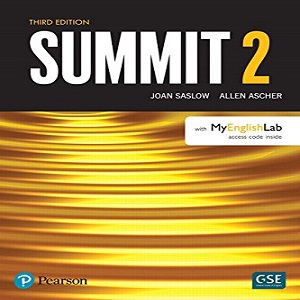 THIRD EDITION
SUMMIT 2
JOAN SASLOW ALLEN ASCHER
with MyEnglishLab
access code inside
Pearson
GSE